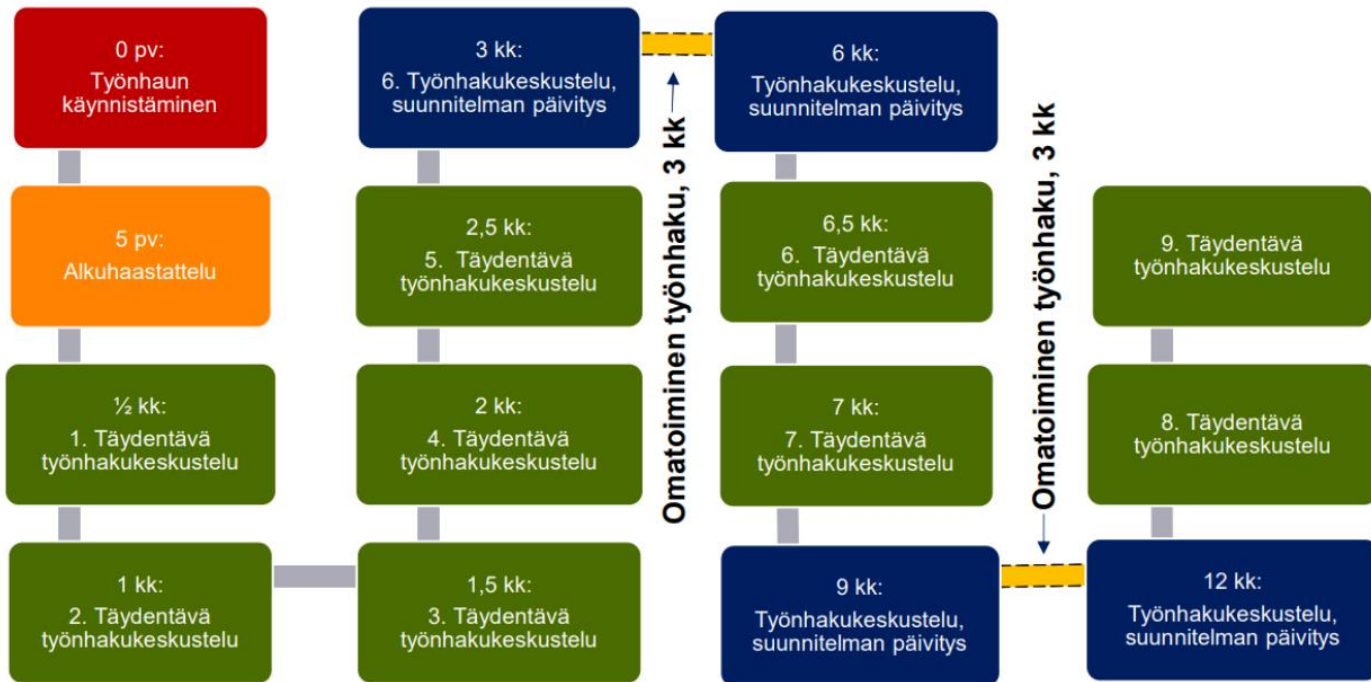 0 pv:
Työnhaun
käynnistäminen
5 pv:
Alkuhaastattelu
½ kk:
1. Täydentävä
työnhakukeskustelu
1 kk:
2. Täydentävä
työnhakukeskustelu
1,5 kk:
3. Täydentävä
työnhakukeskustelu
2 kk:
4. Täydentävä
työnhakukeskustelu
2,5 kk:
5. Täydentävä
työnhakukeskustelu
3 kk:
6. Työnhakukeskustelu,
suunnitelman päivitys
Omatoiminen työnhaku, 3 kk
6 kk:
Työnhakukeskustelu,
suunnitelman päivitys
6,5 kk:
6. Täydentävä
työnhakukeskustelu
7 kk:
7. Täydentävä
työnhakukeskustelu
9 kk:
Työnhakukeskustelu,
suunnitelman päivitys
Omatoiminen työnhaku, 3 kk
12 kk:
Työnhakukeskustelu,
suunnitelman päivitys
8. Täydentävä
työnhakukeskustelu
9. Täydentävä
työnhakukeskustelu